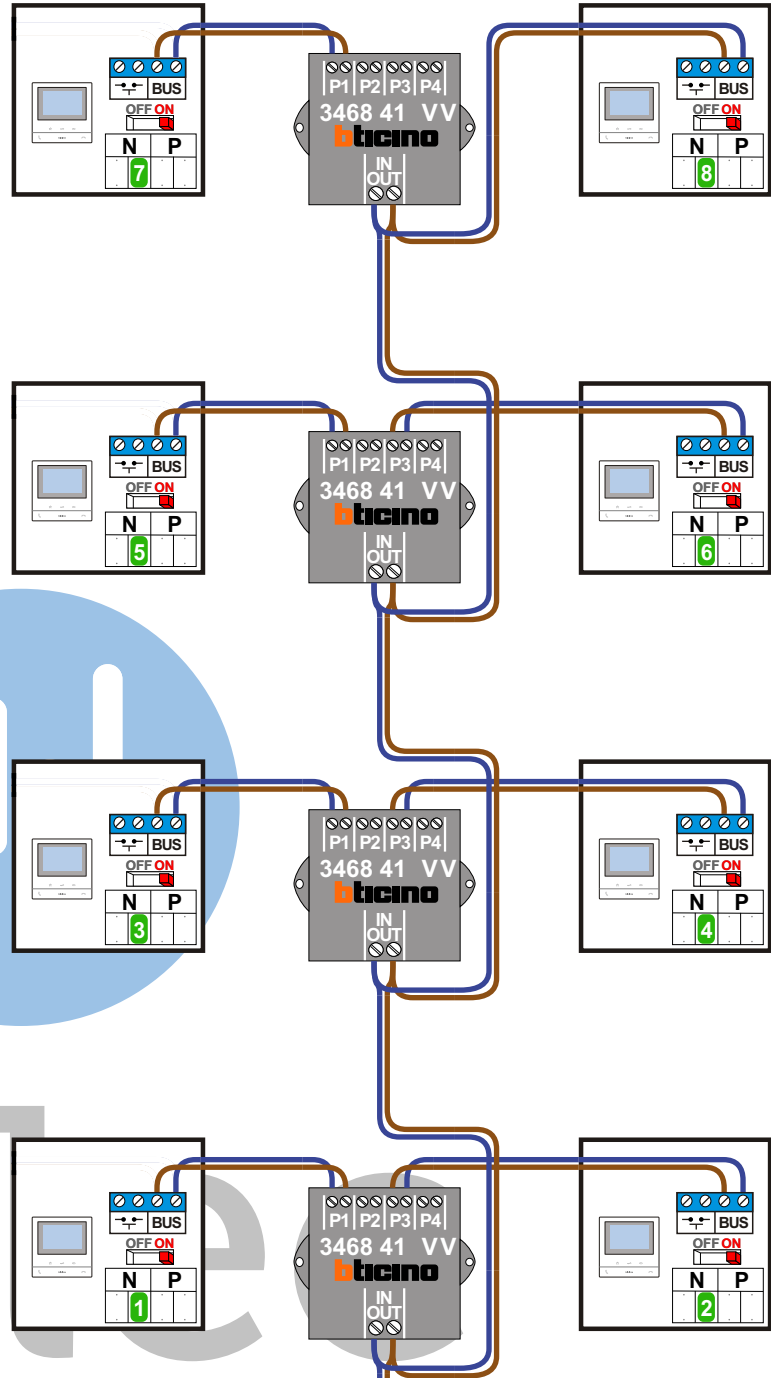 P1 P2 P3 P4
BUS
BUS
OFF ON
3468 41 VV
OFF ON
bticino
N P
N P
IN
OUT
7
8
P1 P2 P3 P4
BUS
BUS
OFF ON
3468 41 VV
OFF ON
bticino
N P
N P
IN
OUT
5
6
P1 P2 P3 P4
BUS
BUS
OFF ON
3468 41 VV
OFF ON
bticino
N P
N P
IN
OUT
3
4
P1 P2 P3 P4
BUS
BUS
OFF ON
3468 41 VV
OFF ON
bticino
N P
N P
IN
OUT
1
2